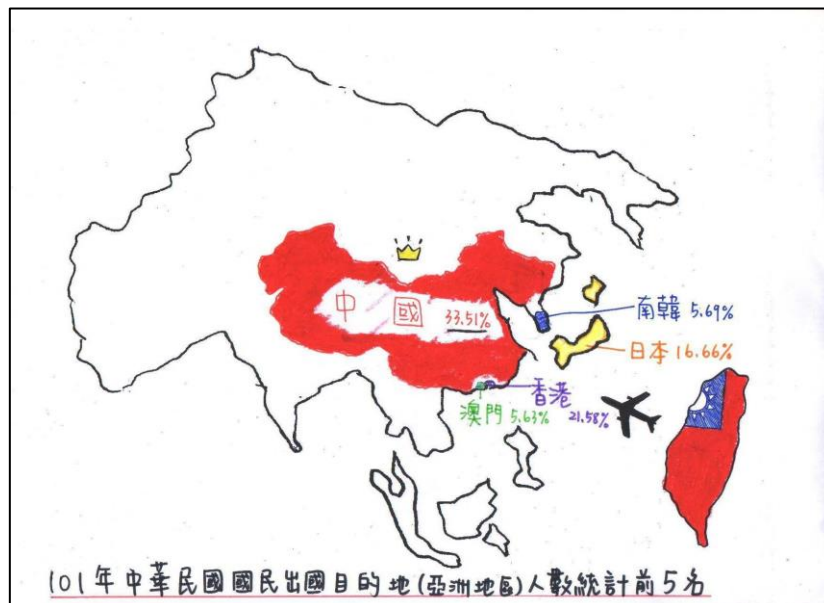 中國 33.51%
南韓 5.69%
日本 16.66%
香港 21.58%
澳門 5.63%
101年中華民國國民出國目的地(亞洲地區)人數統計前5名